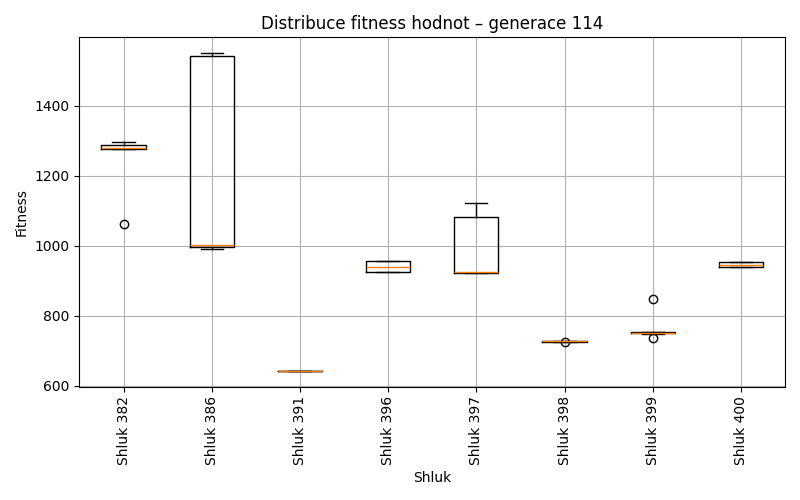 Distribuce fitness hodnot – generace 114
Fitness
1400
1200
1000
800
600
Shluk 382
Shluk 386
Shluk 391
Shluk 396
Shluk 397
Shluk 398
Shluk 399
Shluk 400
Shluk